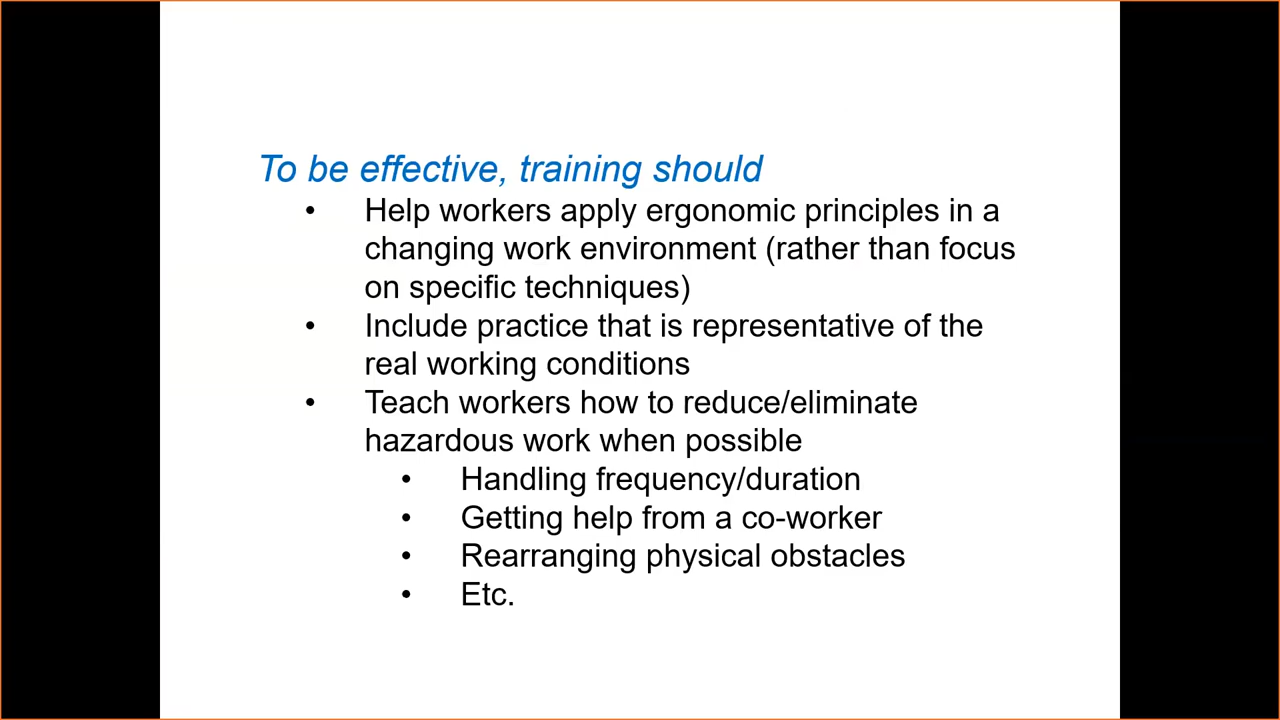 To be effective, training should
• Help workers apply ergonomic principles in a
changing work environment (rather than focus
on specific techniques)
• Include practice that is representative of the
real working conditions
• Teach workers how to reduce/eliminate
hazardous work when possible
• Handling frequency/duration
• Getting help from a co-worker
• Rearranging physical obstacles
• Etc.